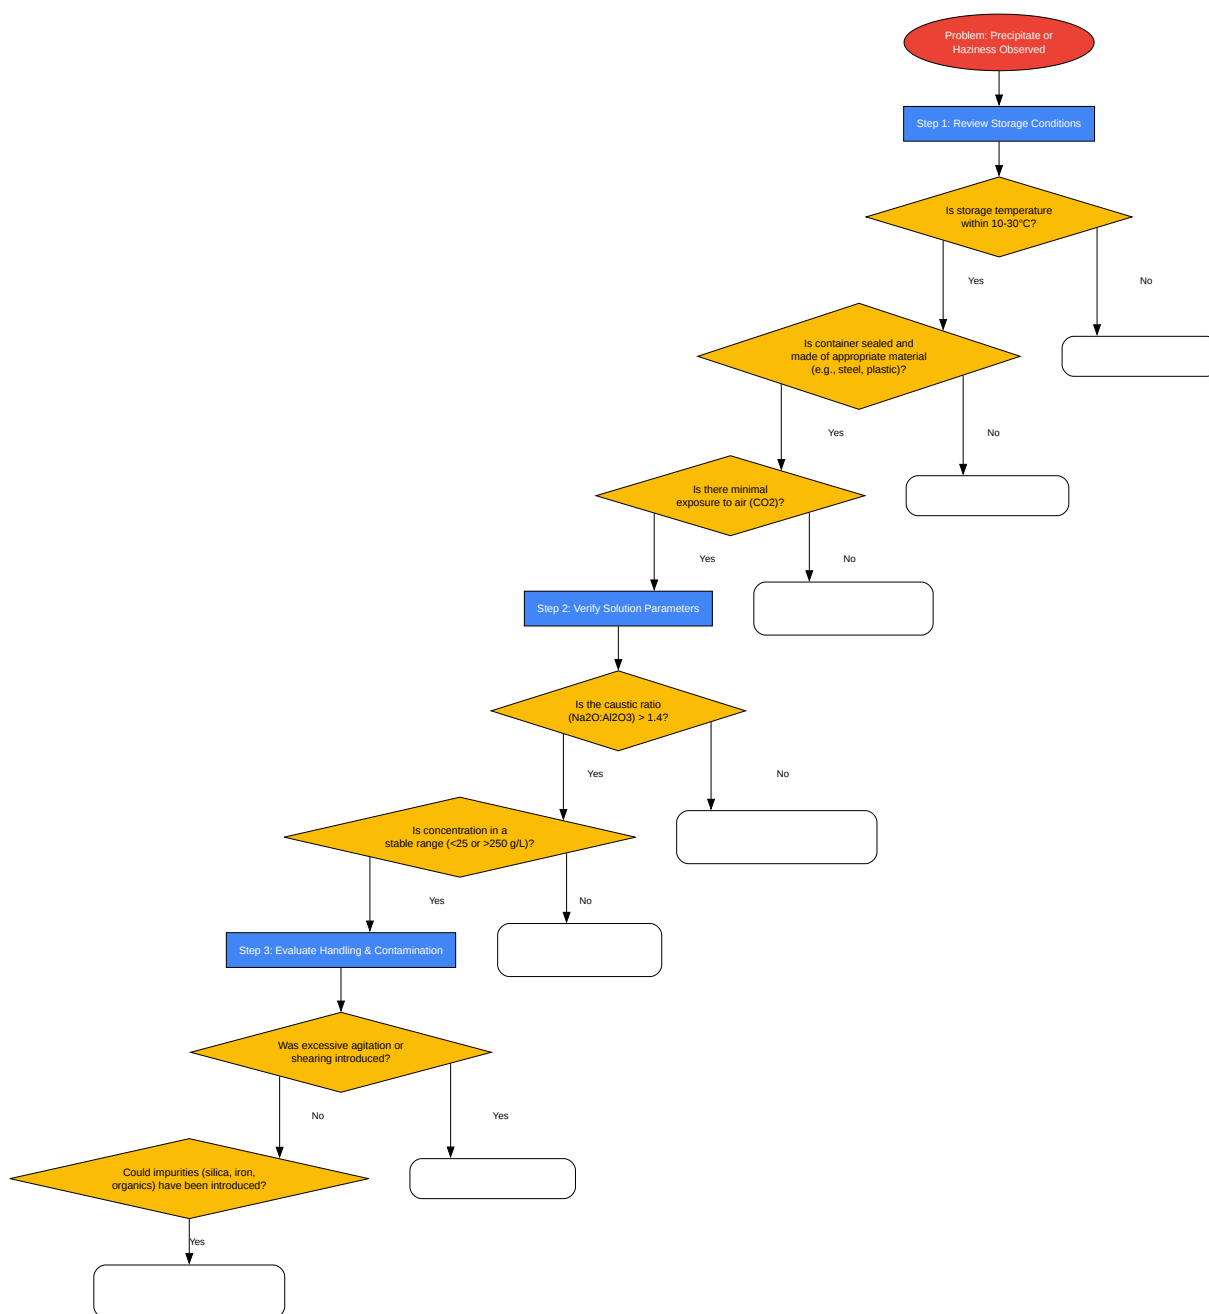 Problem: Precipitate or
Haziness Observed
Step 1: Review Storage Conditions
Is storage temperature
within 10-30°C?
Yes
No
Is container sealed and
made of appropriate material
(e.g., steel, plastic)?
Yes
No
Is there minimal
exposure to air (CO2)?
Yes
No
Step 2: Verify Solution Parameters
Is the caustic ratio
(Na2O:Al2O3) > 1.4?
Yes
No
Is concentration in a
stable range (<25 or >250 g/L)?
Yes
No
Step 3: Evaluate Handling & Contamination
Was excessive agitation or
shearing introduced?
No
Yes
Could impurities (silica, iron,
organics) have been introduced?
Yes